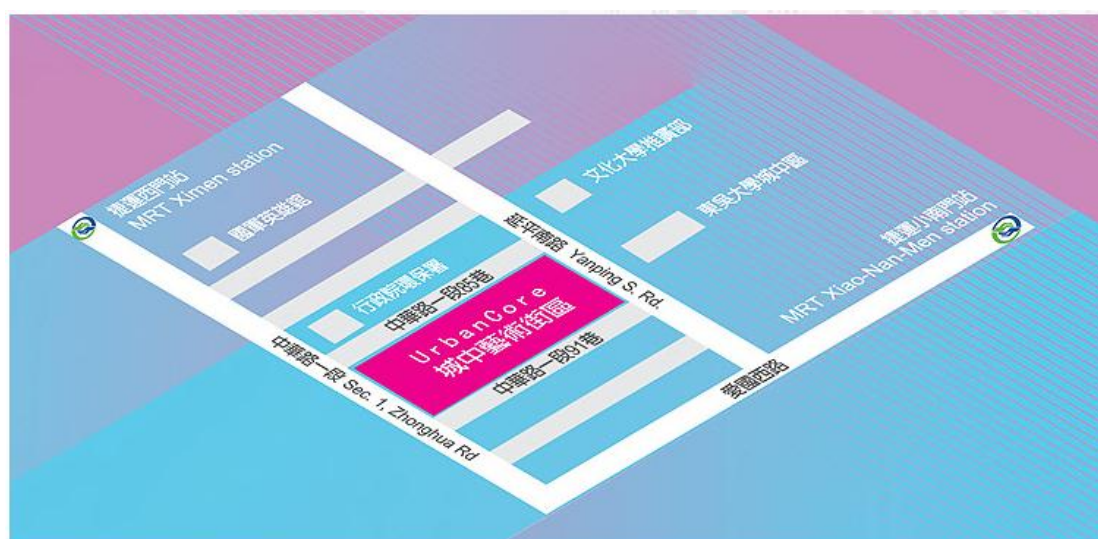 捷運西門站
MRT Ximen station
國軍英雄館
文化大學推廣部
東吳大學城中區
捷運小南門站
MRT Xiao-Nan-Men station
延平南路 Yanping S. Rd.
行政院環保署
中華路一段85巷
UrbanCore
城中藝術街區
中華路一段91巷
中華路一段 Sec. 1, Zhonghua Rd
愛國西路